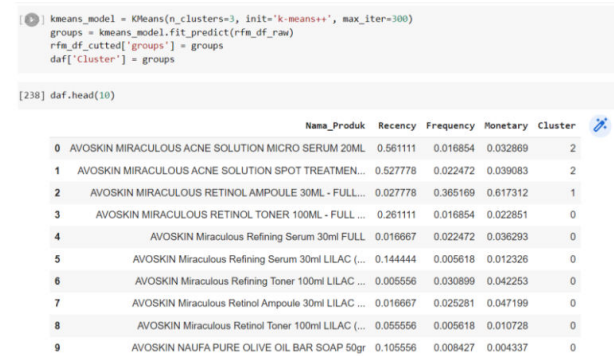 kmeans_model = KMeans(n_clusters=3, init='k-means++', max_iter=300)
groups = kmeans_model.fit_predict(rfm_df_raw)
rfm_df_cutted['groups'] = groups
daf['Cluster'] = groups
[238] daf.head(10)
Nama_Produk Recency Frequency Monetary Cluster
0 AVOSKIN MIRACULOUS ACNE SOLUTION MICRO SERUM 20ML 0.561111 0.016854 0.032869 2
1 AVOSKIN MIRACULOUS ACNE SOLUTION SPOT TREATMEN... 0.527778 0.022472 0.039083 2
2 AVOSKIN MIRACULOUS RETINOL AMPOULE 30ML - FULL... 0.027778 0.365169 0.617312 1
3 AVOSKIN MIRACULOUS RETINOL TONER 100ML - FULL ... 0.261111 0.016854 0.022851 0
4 AVOSKIN Miraculous Refining Serum 30ml FULL 0.016667 0.022472 0.036293 0
5 AVOSKIN Miraculous Refining Serum 30ml LILAC (... 0.144444 0.005618 0.012326 0
6 AVOSKIN Miraculous Refining Toner 100ml LILAC ... 0.005556 0.030899 0.042253 0
7 AVOSKIN Miraculous Retinol Ampoule 30ml LILAC ... 0.016667 0.025281 0.047199 0
8 AVOSKIN Miraculous Retinol Toner 100ml LILAC (... 0.055556 0.005618 0.010728 0
9 AVOSKIN NAUFA PURE OLIVE OIL BAR SOAP 50gr 0.105556 0.008427 0.004337 0